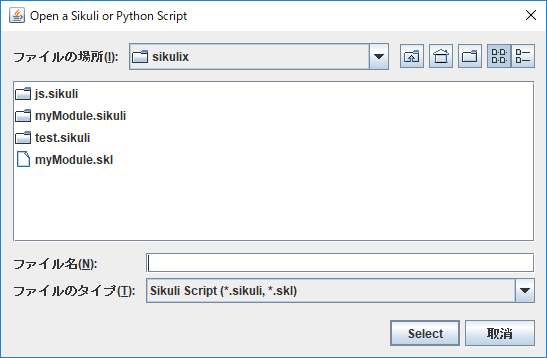 Open a Sikuli or Python Script
ファイルの場所(I): sikulix
js.sikuli
myModule.sikuli
test.sikuli
myModule.skl
ファイル名(N):
ファイルのタイプ(T): Sikuli Script (*.sikuli, *.skl)
Select 取消